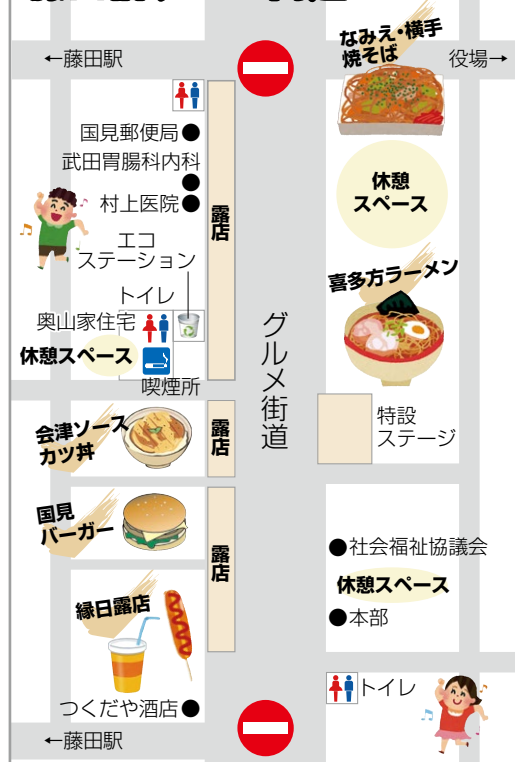 ←藤田駅
なみえ・横手
焼そば
役場→
国見郵便局●
武田胃腸科内科
●
村上医院●
露店
休憩
スペース
エコ
ステーション
トイレ
奥山家住宅
休憩スペース
喫煙所
喜多方ラーメン
グルメ街道
特設
ステージ
会津ソース
カツ丼
露店
国見
バーガー
露店
縁日露店
●社会福祉協議会
休憩スペース
●本部
トイレ
つくだや酒店●
←藤田駅